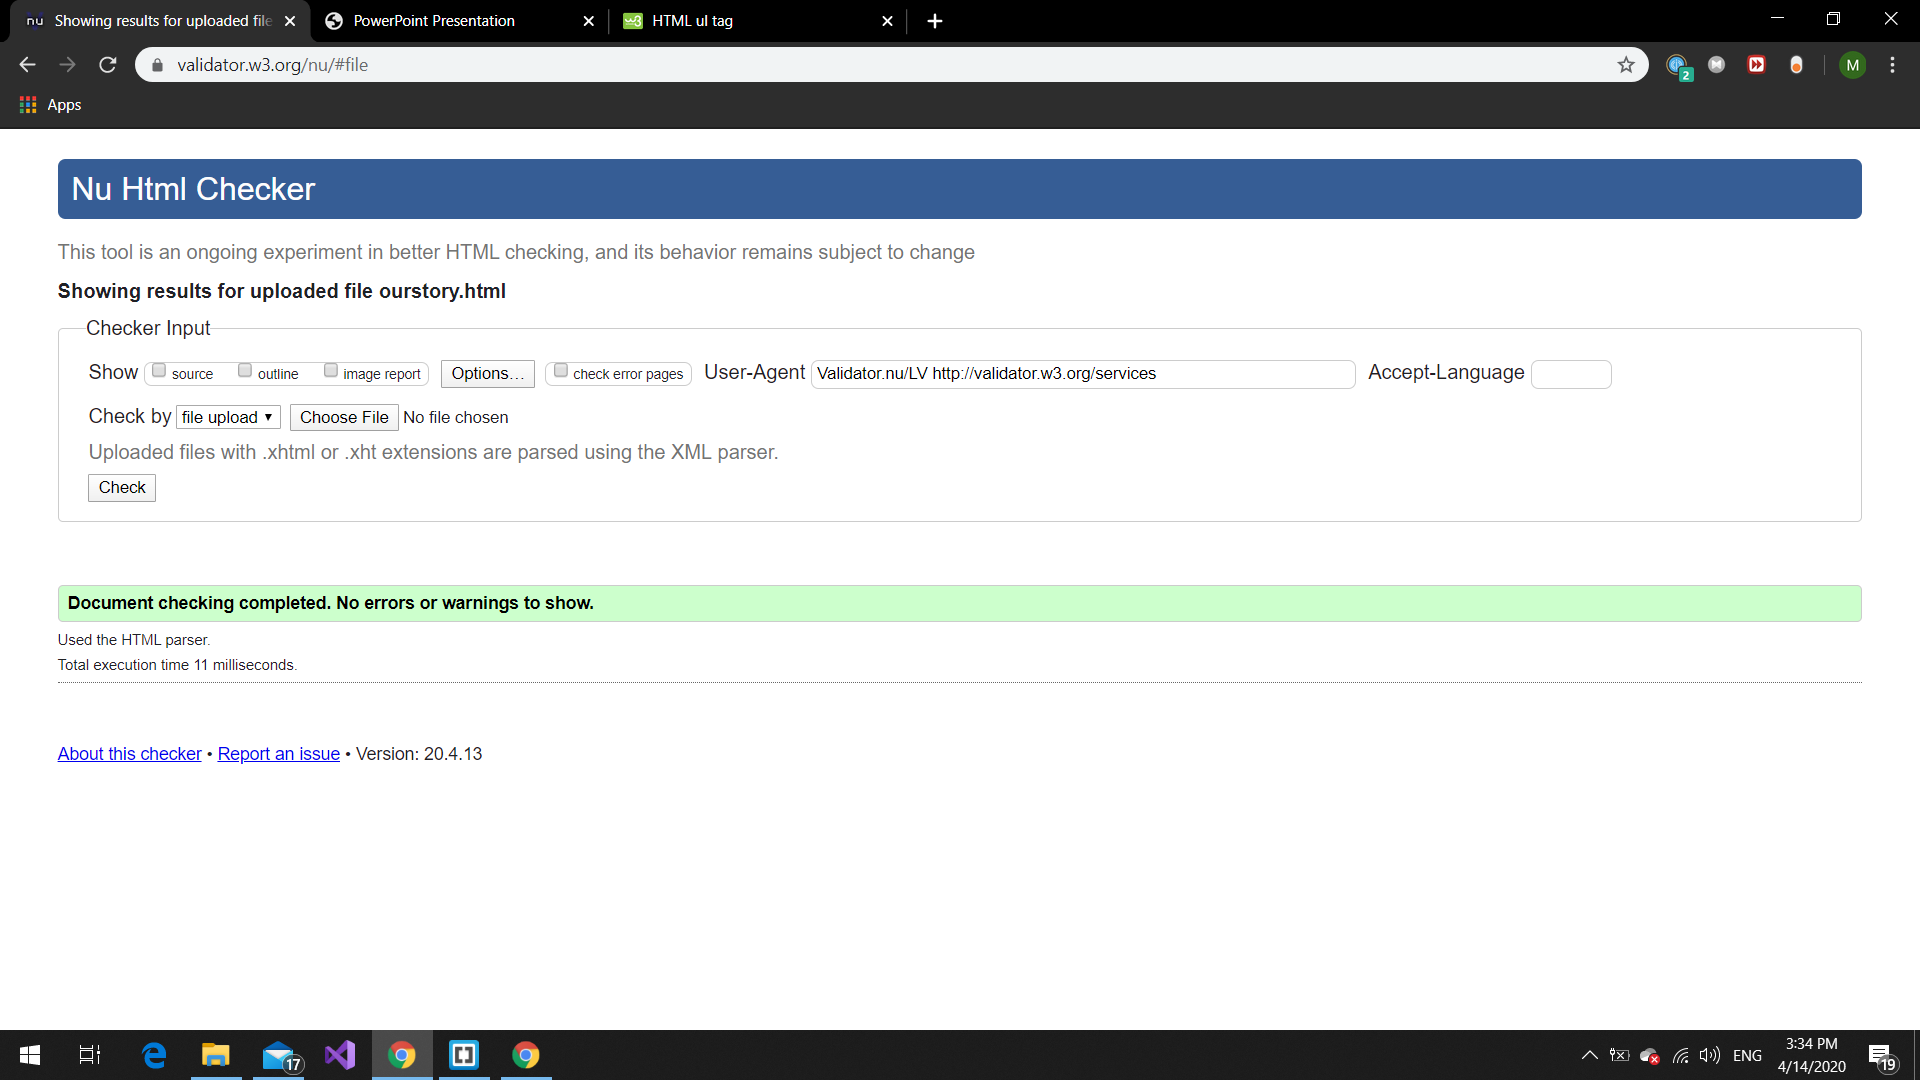 nu Showing results for uploaded file
PowerPoint Presentation
HTML ul tag
validator.w3.org/nu/#file
2
M
Apps
Nu Html Checker
This tool is an ongoing experiment in better HTML checking, and its behavior remains subject to change
Showing results for uploaded file ourstory.html
Checker Input
Show source outline image report Options... check error pages User-Agent Validator.nu/LV http://validator.w3.org/services Accept-Language
Check by file upload Choose File No file chosen
Uploaded files with .xhtml or .xht extensions are parsed using the XML parser.
Check
Document checking completed. No errors or warnings to show.
Used the HTML parser.
Total execution time 11 milliseconds.
About this checker • Report an issue • Version: 20.4.13
17
ENG
3:34 PM
4/14/2020
19